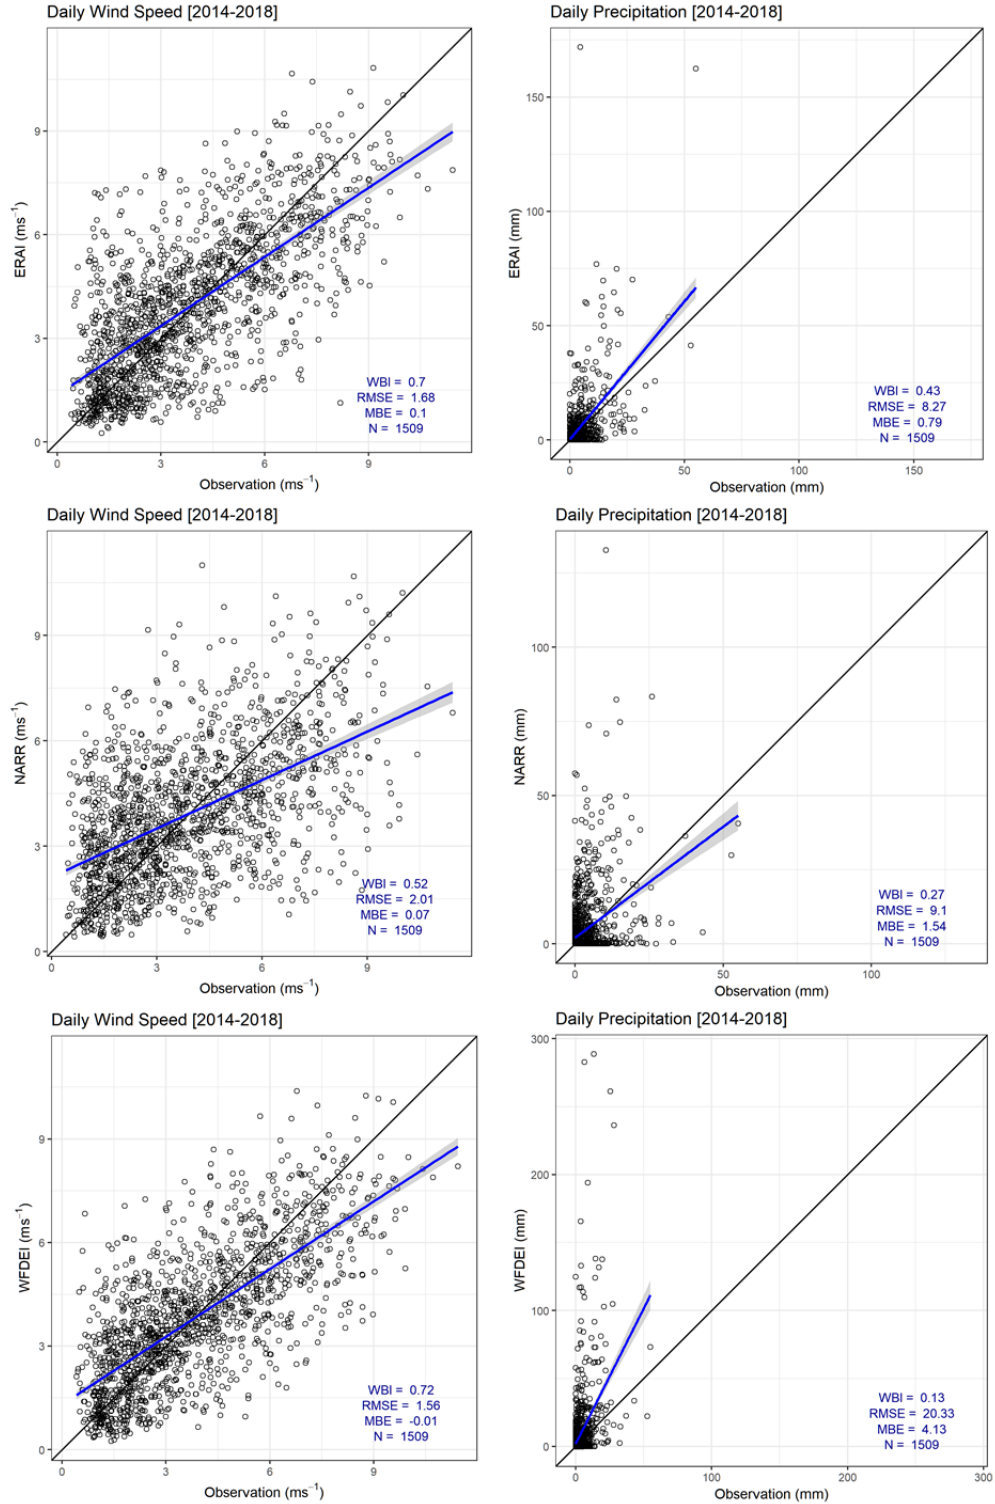 Daily Wind Speed [2014-2018]
9
6
3
0
ERAI (ms⁻¹)
WBI = 0.7
RMSE = 1.68
MBE = 0.1
N = 1509
0 3 6 9
Observation (ms⁻¹)
Daily Precipitation [2014-2018]
150
100
50
0
ERAI (mm)
WBI = 0.43
RMSE = 8.27
MBE = 0.79
N = 1509
0 50 100 150
Observation (mm)
Daily Wind Speed [2014-2018]
9
6
3
0
NARR (ms⁻¹)
WBI = 0.52
RMSE = 2.01
MBE = 0.07
N = 1509
0 3 6 9
Observation (ms⁻¹)
Daily Precipitation [2014-2018]
100
50
0
NARR (mm)
WBI = 0.27
RMSE = 9.1
MBE = 1.54
N = 1509
0 50 100
Observation (mm)
Daily Wind Speed [2014-2018]
9
6
3
0
WFDEI (ms⁻¹)
WBI = 0.72
RMSE = 1.56
MBE = -0.01
N = 1509
0 3 6 9
Observation (ms⁻¹)
Daily Precipitation [2014-2018]
300
200
100
0
WFDEI (mm)
WBI = 0.13
RMSE = 20.33
MBE = 4.13
N = 1509
0 100 200 300
Observation (mm)